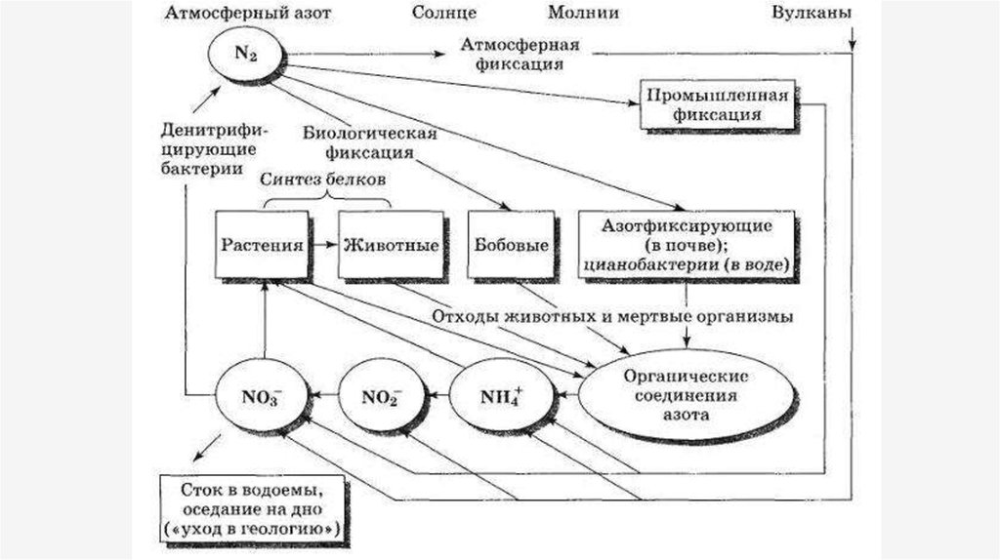 Атмосферный азот
Солнце
Молнии
Вулканы
N₂
Атмосферная
фиксация
Промышленная
фиксация
Денитрифи-
цирующие
бактерии
Биологическая
фиксация
Синтез белков
Растения
Животные
Бобовые
Азотфиксирующие
(в почве);
цианобактерии (в воде)
Отходы животных и мертвые организмы
NO₃⁻
NO₂⁻
NH₄⁺
Органические
соединения
азота
Сток в водоемы,
оседание на дно
(«уход в геологию»)